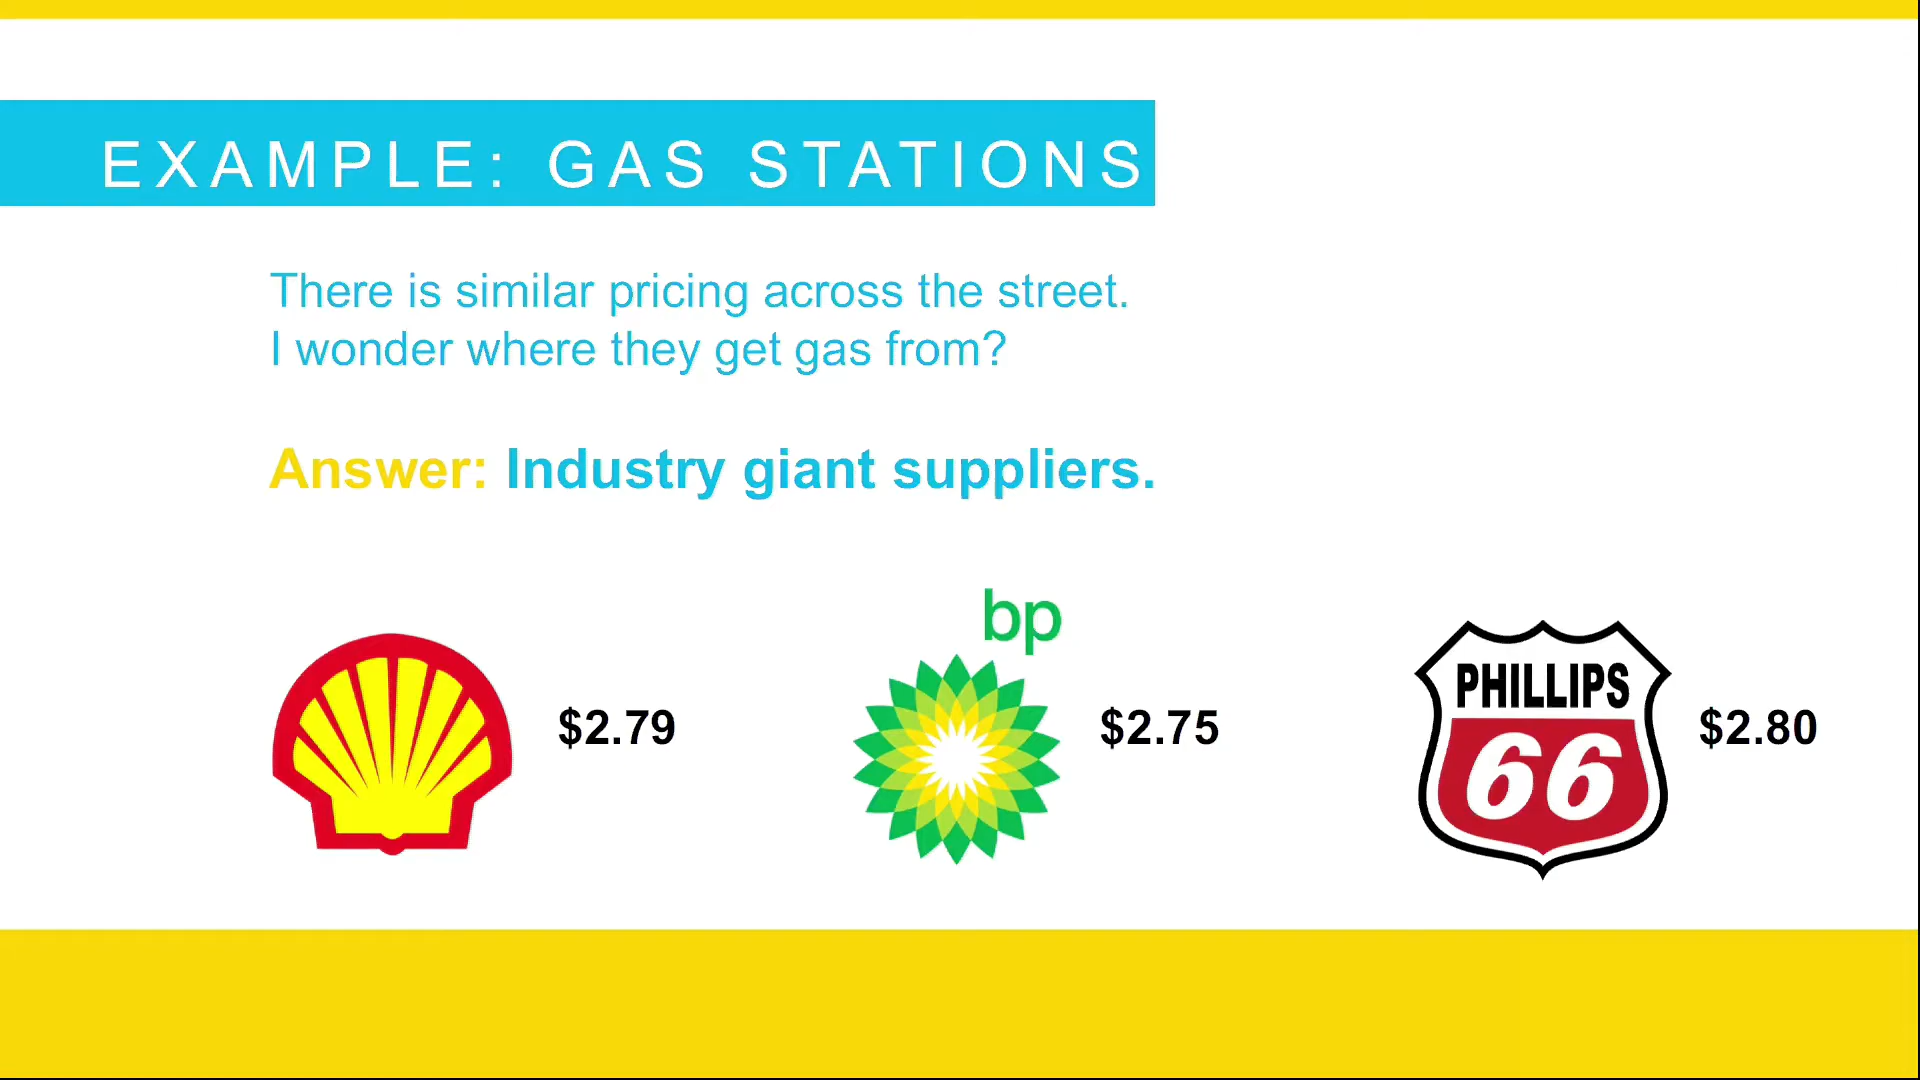 EXAMPLE: GAS STATIONS
There is similar pricing across the street.
I wonder where they get gas from?
Answer: Industry giant suppliers.
$2.79
bp
$2.75
PHILLIPS
66
$2.80